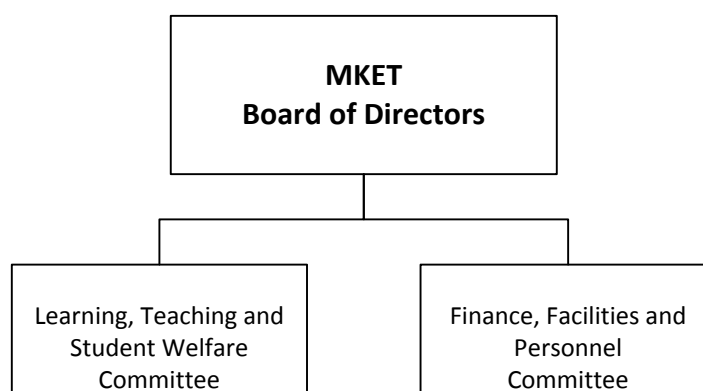 MKET
Board of Directors
Learning, Teaching and
Student Welfare
Committee
Finance, Facilities and
Personnel
Committee